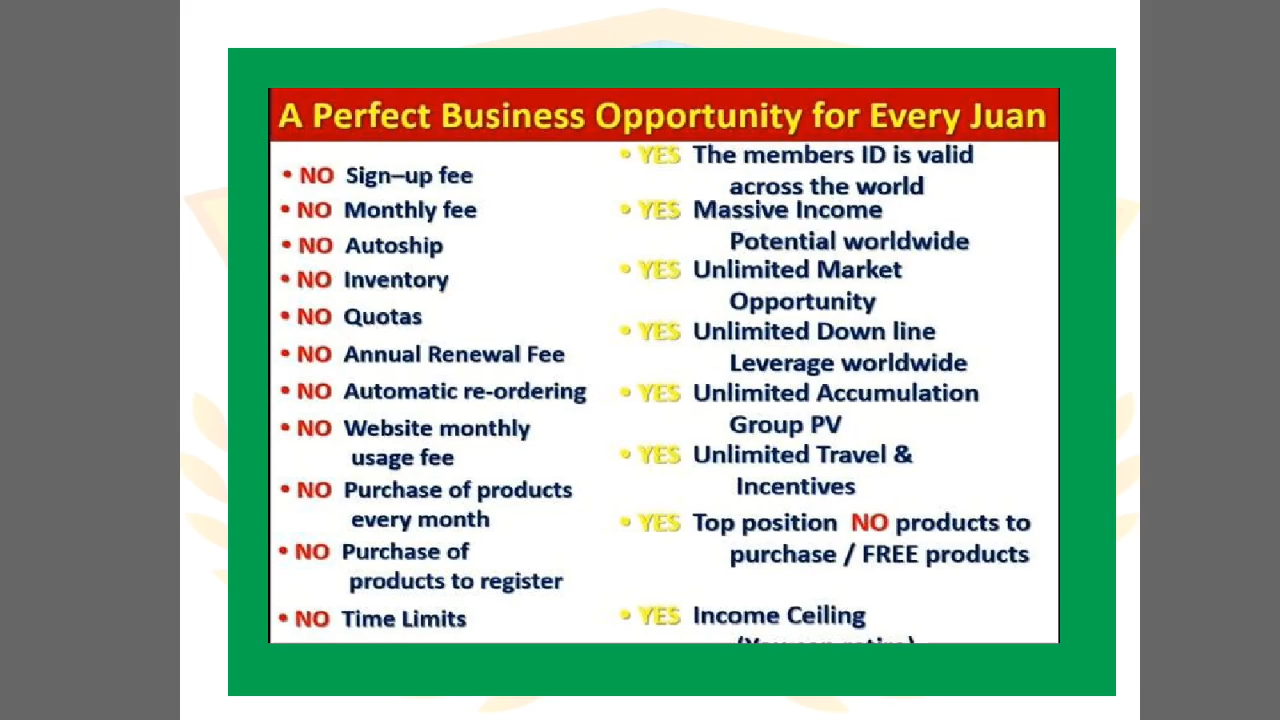 A Perfect Business Opportunity for Every Juan
• NO Sign–up fee
• NO Monthly fee
• NO Autoship
• NO Inventory
• NO Quotas
• NO Annual Renewal Fee
• NO Automatic re-ordering
• NO Website monthly
usage fee
• NO Purchase of products
every month
• NO Purchase of
products to register
• NO Time Limits
• YES The members ID is valid
across the world
• YES Massive Income
Potential worldwide
• YES Unlimited Market
Opportunity
• YES Unlimited Down line
Leverage worldwide
• YES Unlimited Accumulation
Group PV
• YES Unlimited Travel &
Incentives
• YES Top position NO products to
purchase / FREE products
• YES Income Ceiling
(You can retire)